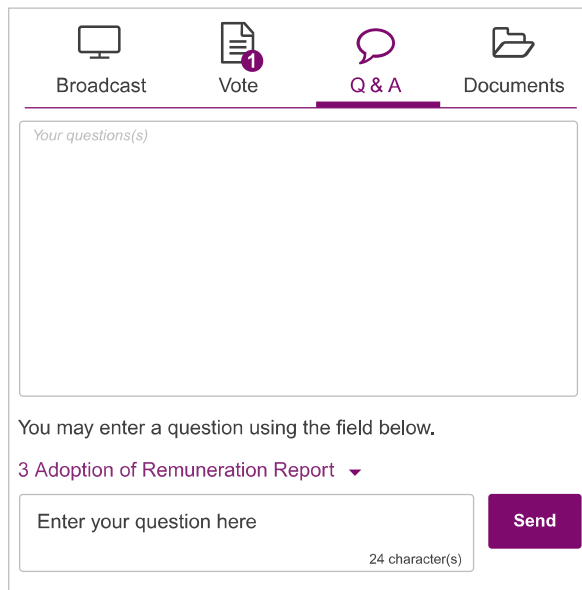 1
Broadcast Vote Q & A Documents
Your questions(s)
You may enter a question using the field below.
3 Adoption of Remuneration Report
Enter your question here
Send
24 character(s)